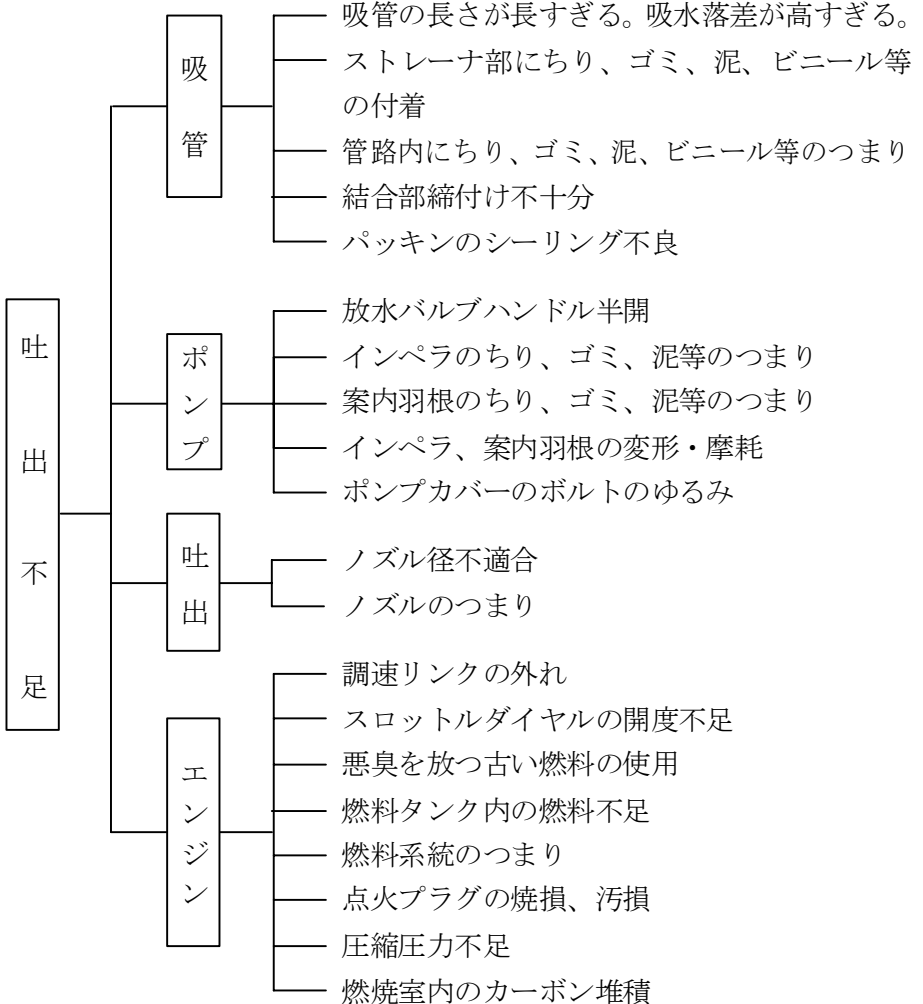 吐出不足
吸管
吸管の長さが長すぎる。吸水落差が高すぎる。
ストレーナ部にちり、ゴミ、泥、ビニール等
の付着
管路内にちり、ゴミ、泥、ビニール等のつまり
結合部締付け不十分
パッキンのシーリング不良
ポンプ
放水バルブハンドル半開
インペラのちり、ゴミ、泥等のつまり
案内羽根のちり、ゴミ、泥等のつまり
インペラ、案内羽根の変形・摩耗
ポンプカバーのボルトのゆるみ
吐出
ノズル径不適合
ノズルのつまり
エンジン
調速リンクの外れ
スロットルダイヤルの開度不足
悪臭を放つ古い燃料の使用
燃料タンク内の燃料不足
燃料系統のつまり
点火プラグの焼損、汚損
圧縮圧力不足
燃焼室内のカーボン堆積